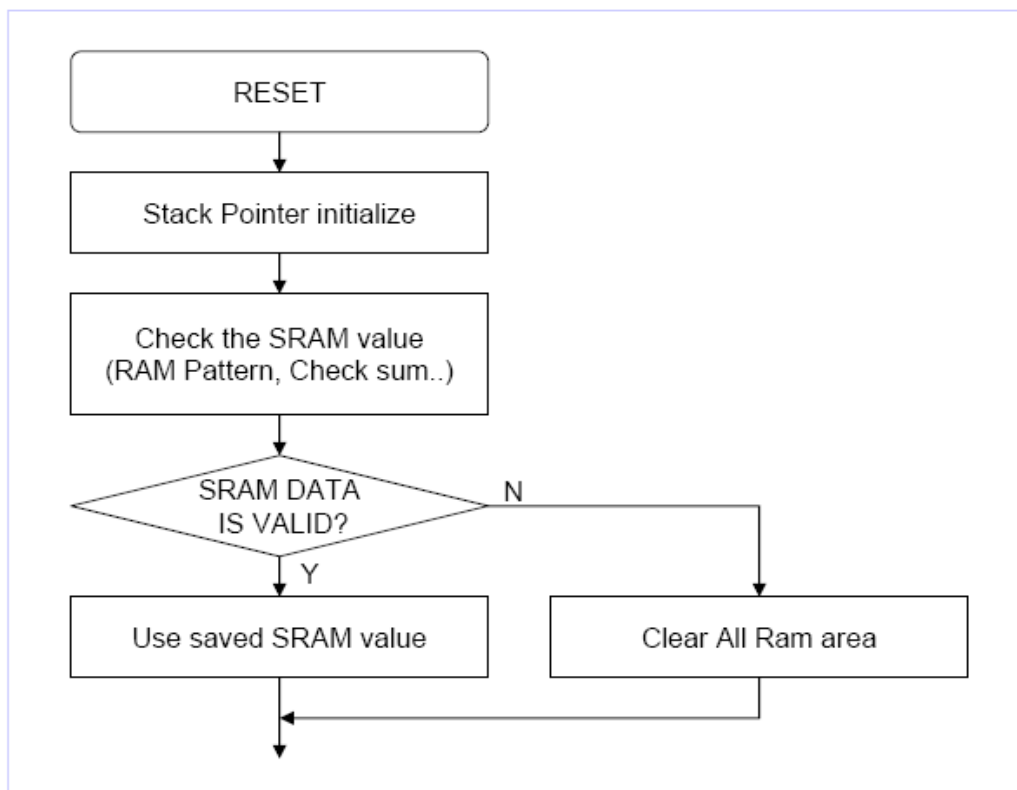 RESET
Stack Pointer initialize
Check the SRAM value
(RAM Pattern, Check sum..)
SRAM DATA
IS VALID?
N
Y
Use saved SRAM value
Clear All Ram area